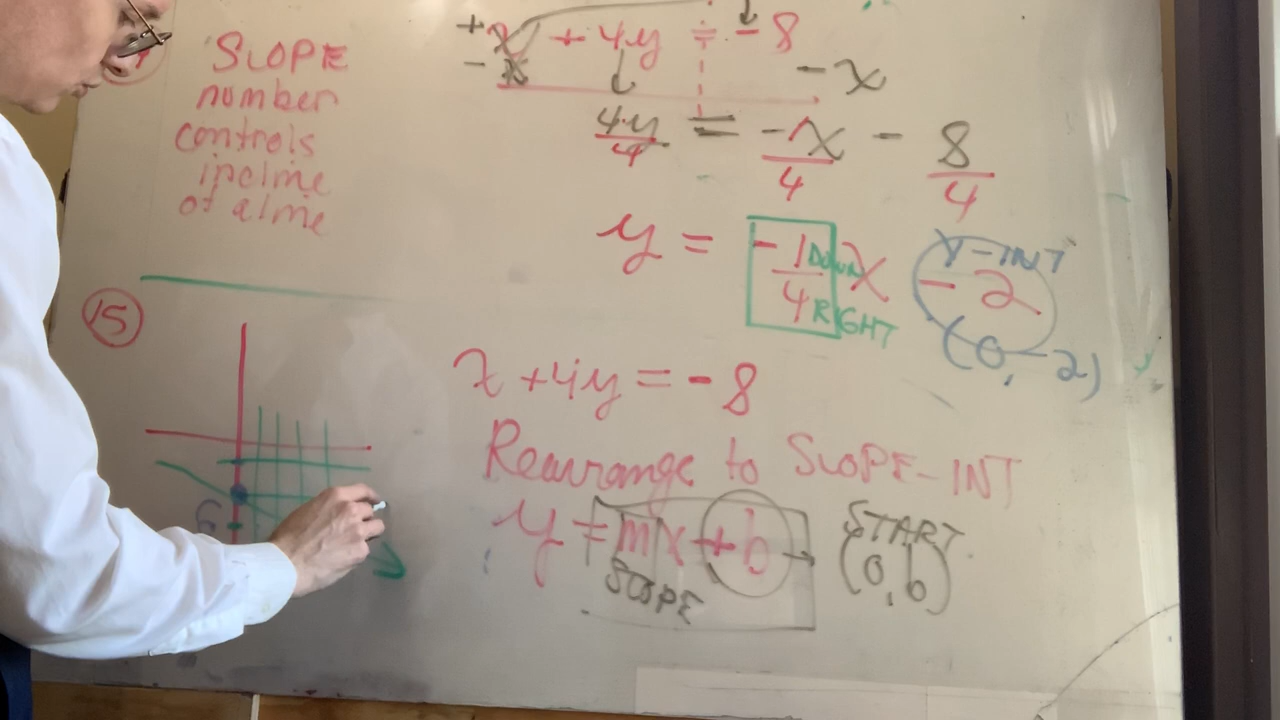 SLOPE
number
controls
incline
of a line
+x + 4y = - 8
- x - x
4y/4 = -x/4 - 8/4
y = - 1/4 x - 2
DOWN
RIGHT
Y-INT
(0, -2)
15
x + 4y = - 8
Rearrange to SLOPE-INT
y = mx + b
SLOPE
START
(0, b)